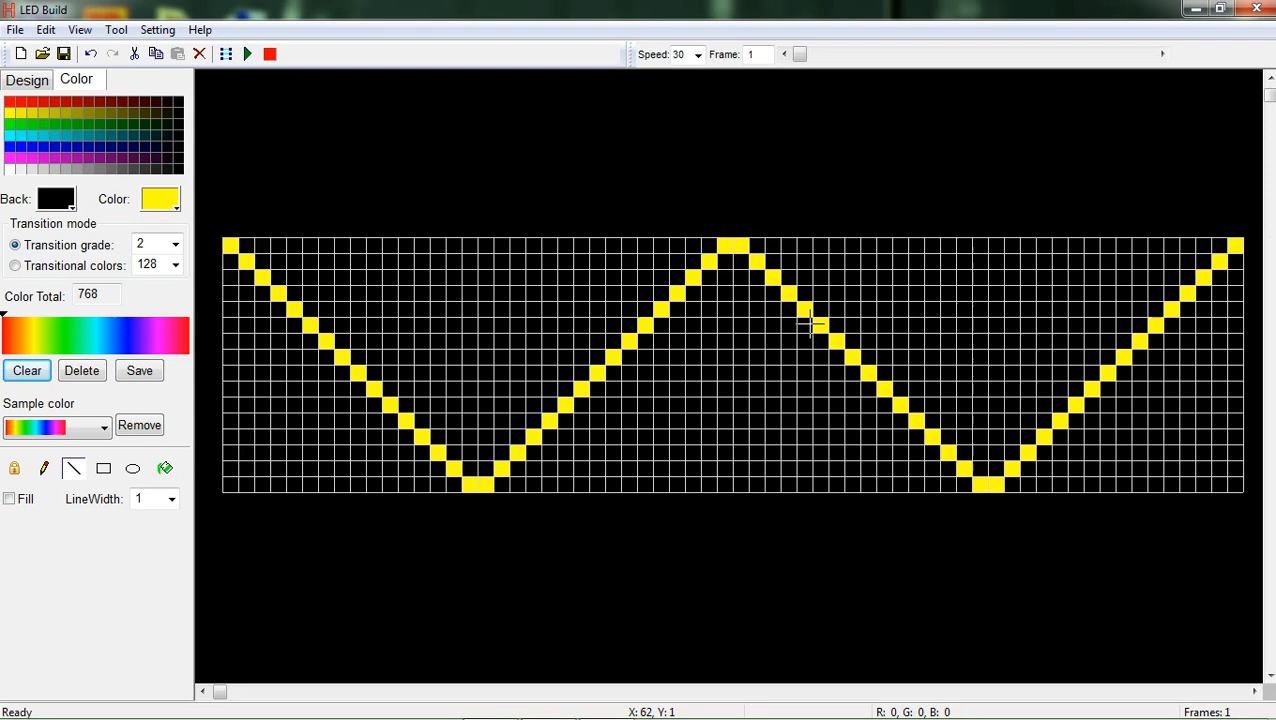 LED Build
File Edit View Tool Setting Help
Speed: 30 Frame: 1
Design Color
Back: Color:
Transition mode
Transition grade: 2
Transitional colors: 128
Color Total: 768
Clear Delete Save
Sample color
Remove
Fill LineWidth: 1
Ready X: 62, Y: 1 R: 0, G: 0, B: 0 Frames: 1